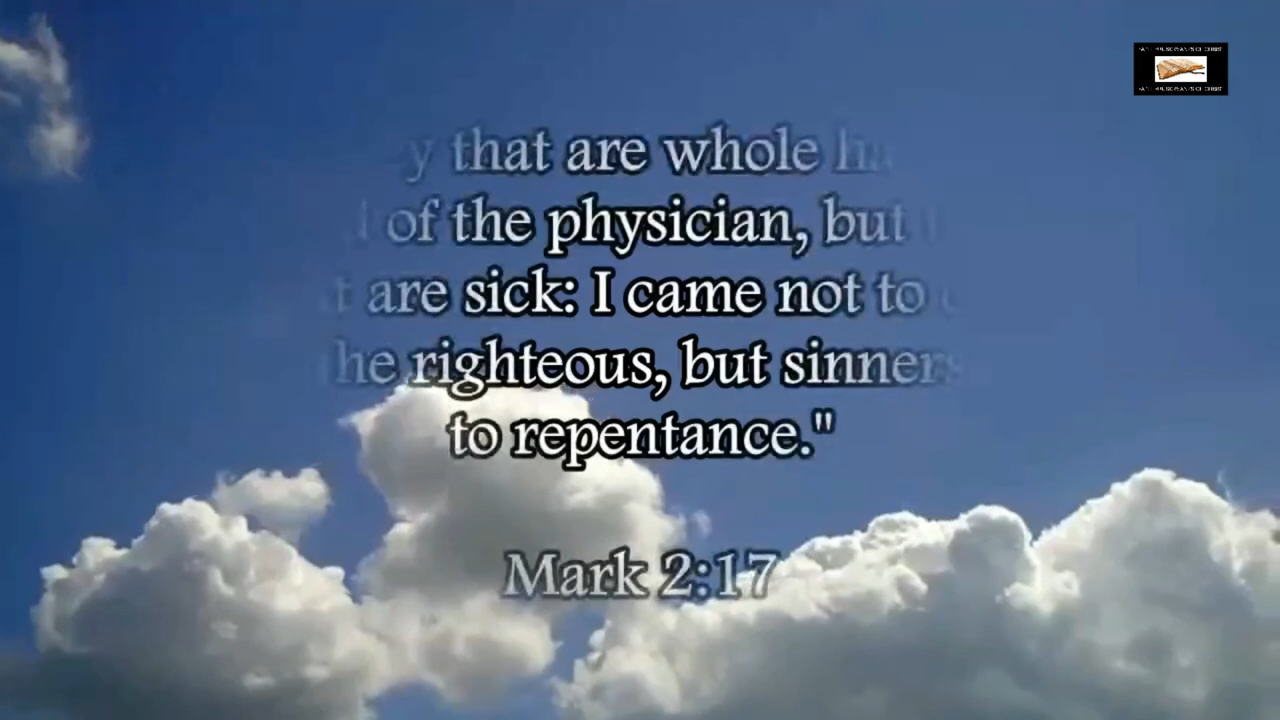 y that are whole
of the physician, but
are sick: I came not to
he righteous, but sinners
to repentance."
Mark 2:17